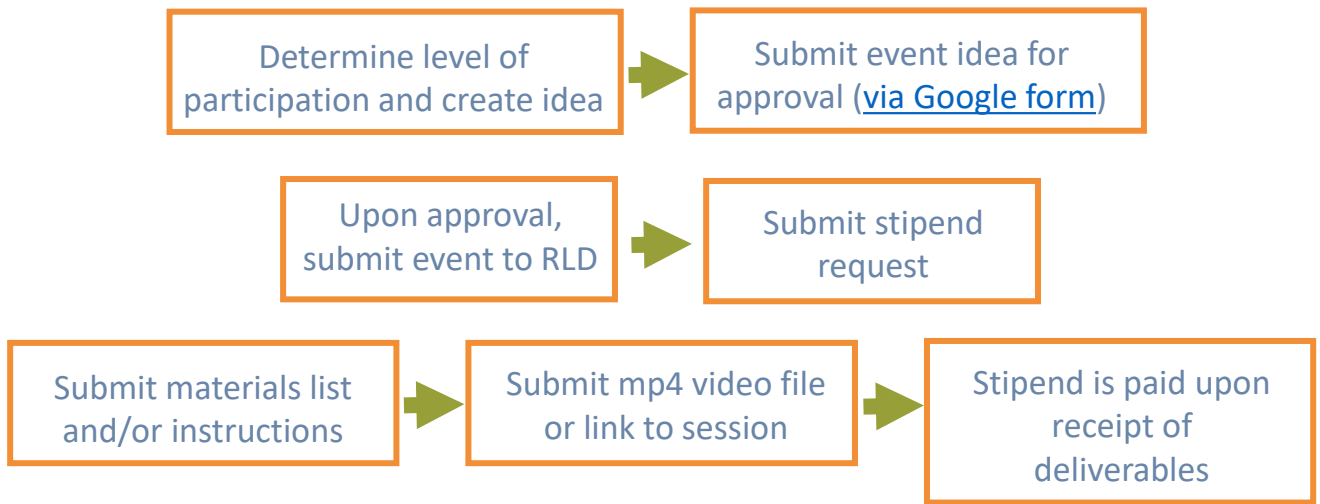 Determine level of
participation and create idea
Submit event idea for
approval (via Google form)
Upon approval,
submit event to RLD
Submit stipend
request
Submit materials list
and/or instructions
Submit mp4 video file
or link to session
Stipend is paid upon
receipt of
deliverables